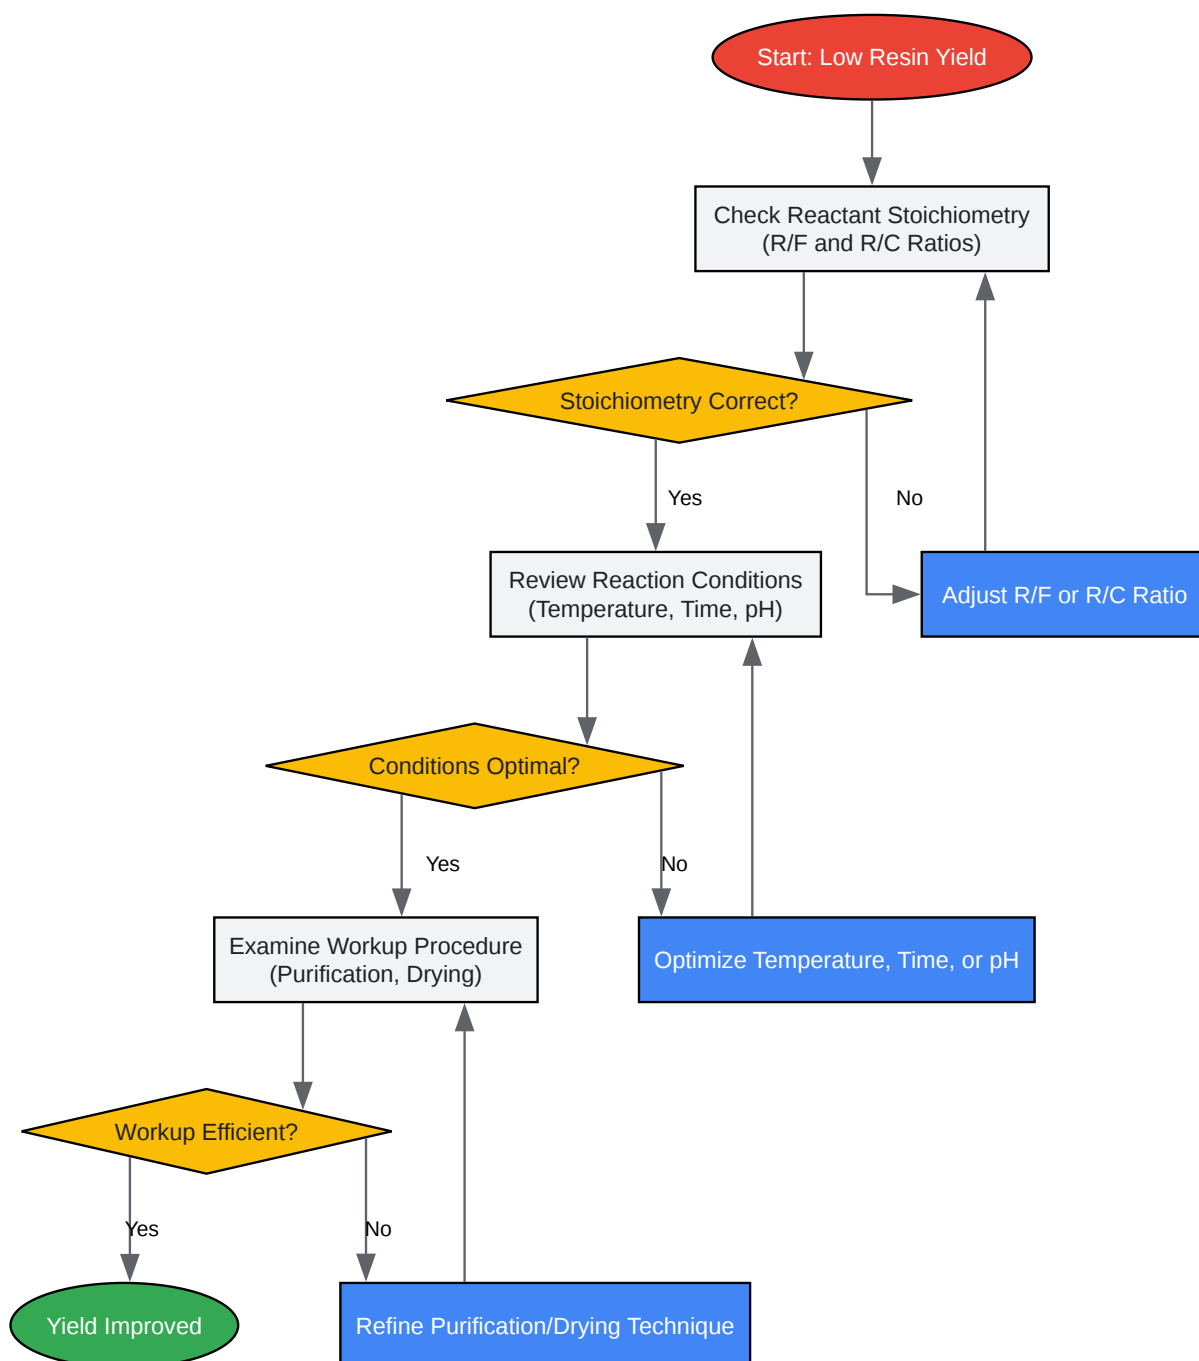 Start: Low Resin Yield
Check Reactant Stoichiometry
(R/F and R/C Ratios)
Stoichiometry Correct?
Yes
No
Review Reaction Conditions
(Temperature, Time, pH)
Adjust R/F or R/C Ratio
Conditions Optimal?
Yes
No
Examine Workup Procedure
(Purification, Drying)
Optimize Temperature, Time, or pH
Workup Efficient?
Yes
No
Yield Improved
Refine Purification/Drying Technique